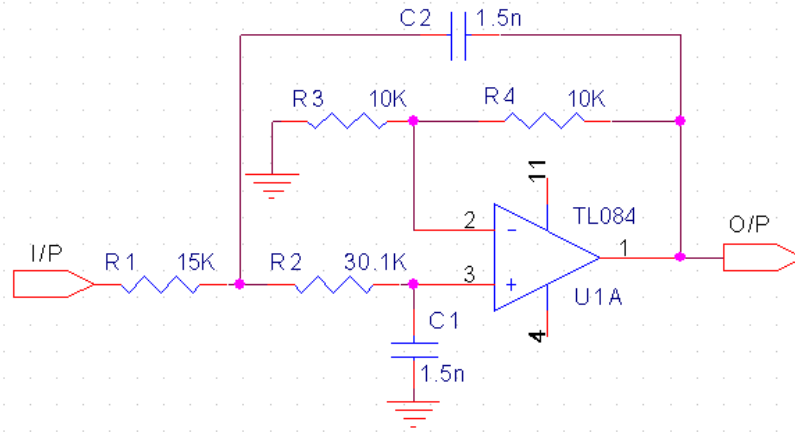 C2 1.5n
R3 10K R4 10K
11
2 - TL084
I/P O/P
R1 15K R2 30.1K 3 + 1
U1A
C1 4
1.5n